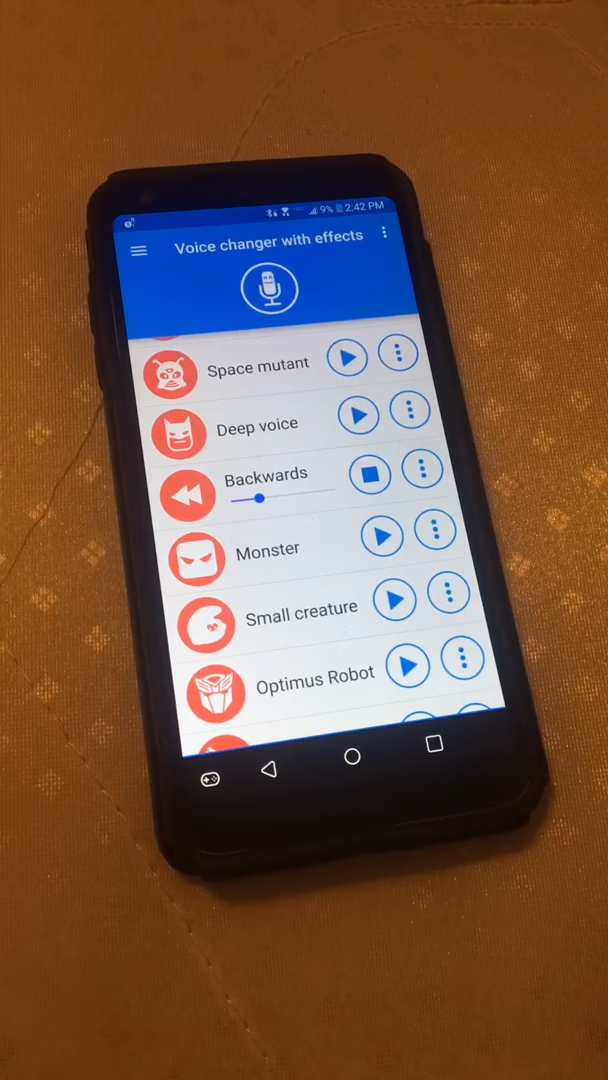 9% 2:42 PM
Voice changer with effects
Space mutant
Deep voice
Backwards
Monster
Small creature
Optimus Robot